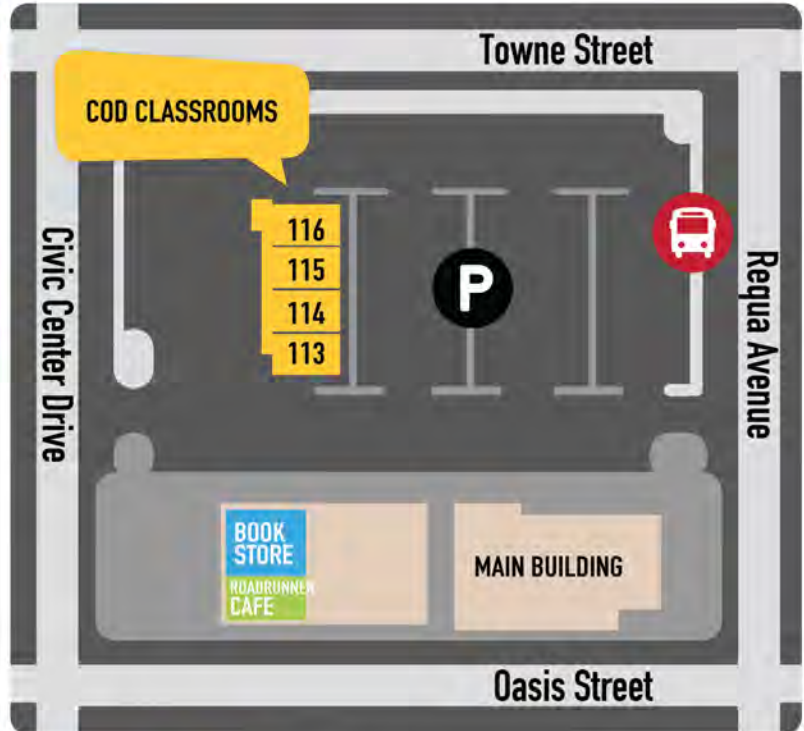 Towne Street
COD CLASSROOMS
Civic Center Drive
116
115
114
113
P
Requa Avenue
BOOK
STORE
ROADRUNNER
CAFE
MAIN BUILDING
Oasis Street